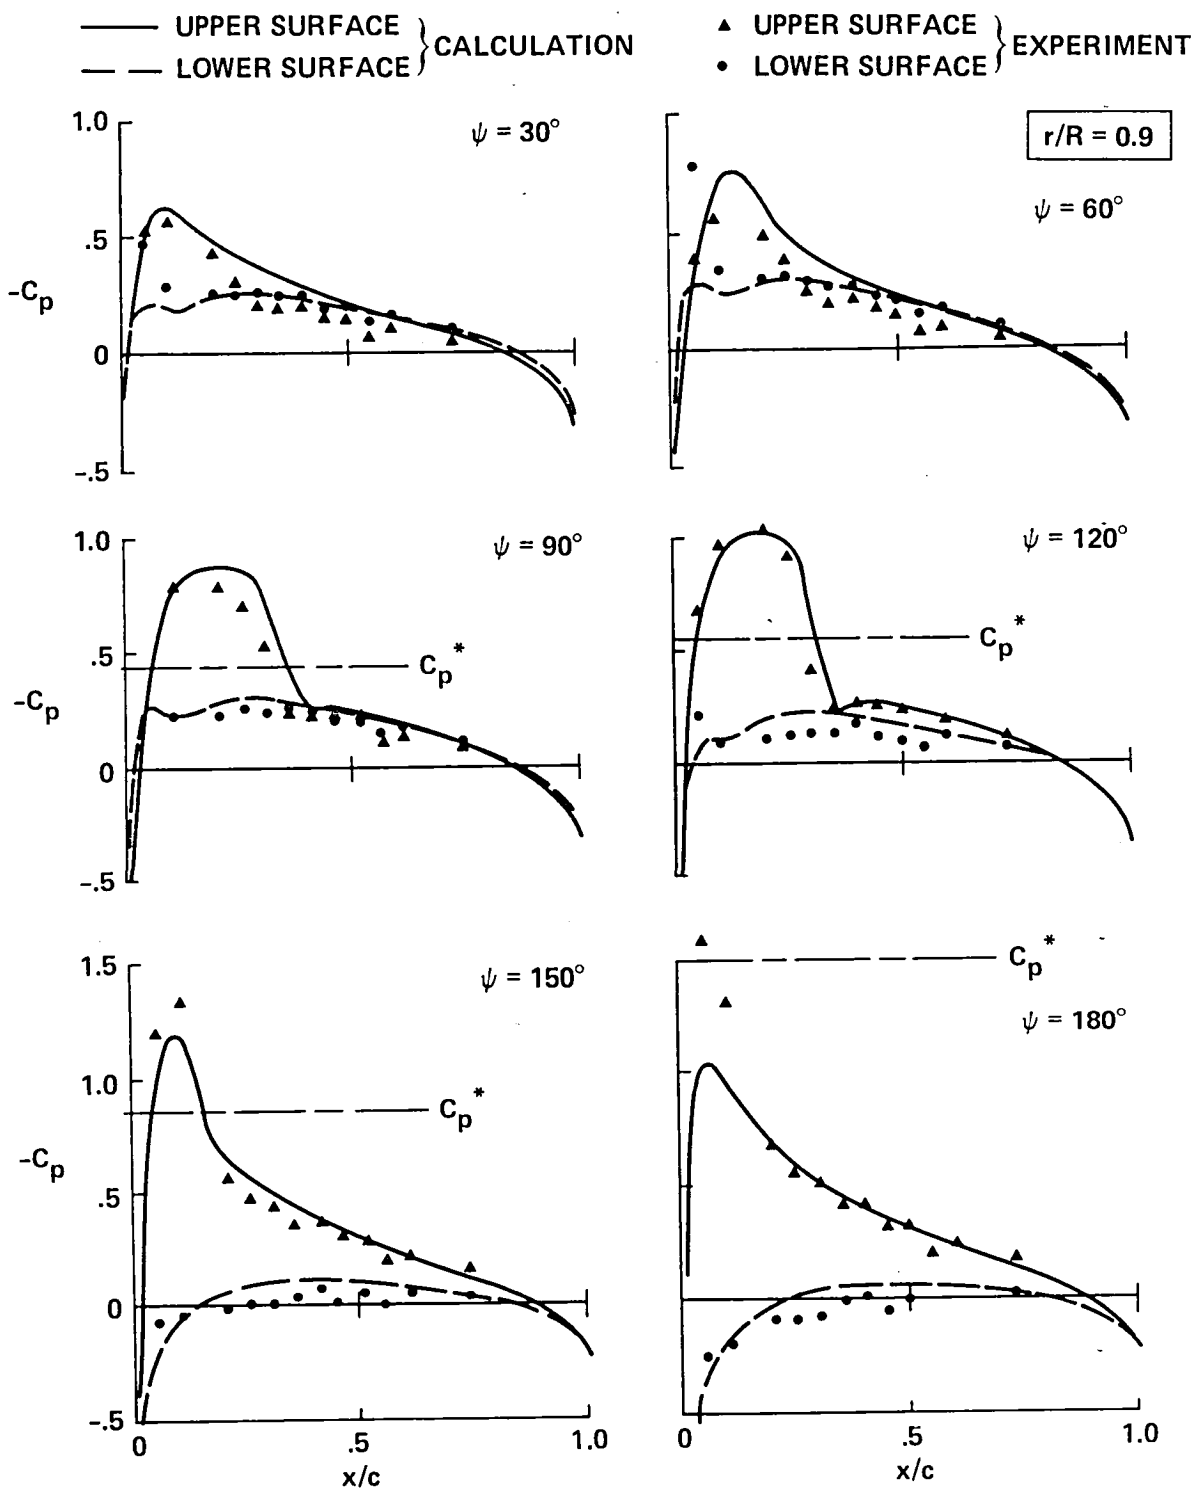 UPPER SURFACE
LOWER SURFACE
CALCULATION
UPPER SURFACE
LOWER SURFACE
EXPERIMENT
1.0
.5
0
-.5
-Cp
ψ = 30°
r/R = 0.9
ψ = 60°
1.0
.5
0
-.5
-Cp
ψ = 90°
Cp*
ψ = 120°
Cp*
1.5
1.0
.5
0
-.5
-Cp
ψ = 150°
Cp*
0
.5
1.0
x/c
Cp*
ψ = 180°
0
.5
1.0
x/c